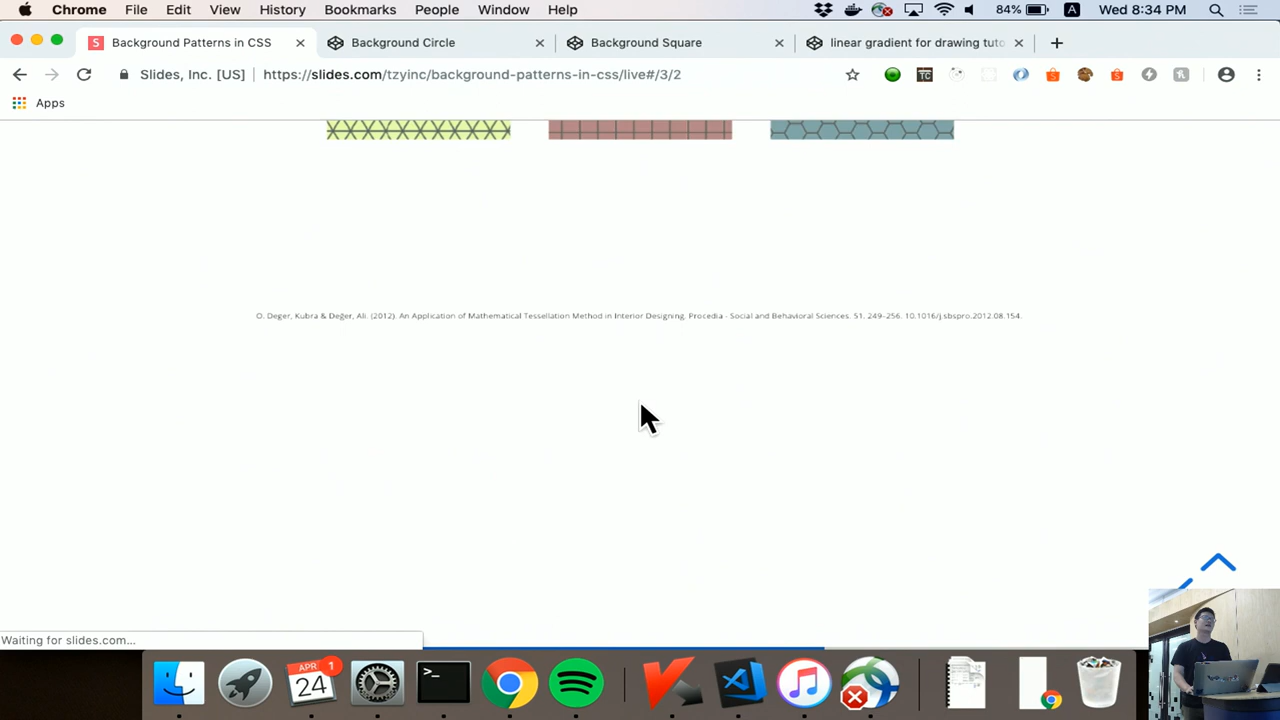 Chrome File Edit View History Bookmarks People Window Help 84% A Wed 8:34 PM
S Background Patterns in CSS Background Circle Background Square linear gradient for drawing tuto
Slides, Inc. [US] https://slides.com/tzyinc/background-patterns-in-css/live#/3/2 TC
Apps
O. Deger, Kubra & Değer, Ali. (2012). An Application of Mathematical Tessellation Method in Interior Designing. Procedia - Social and Behavioral Sciences. 51. 249-256. 10.1016/j.sbspro.2012.08.154.
Waiting for slides.com...
APR 1
24